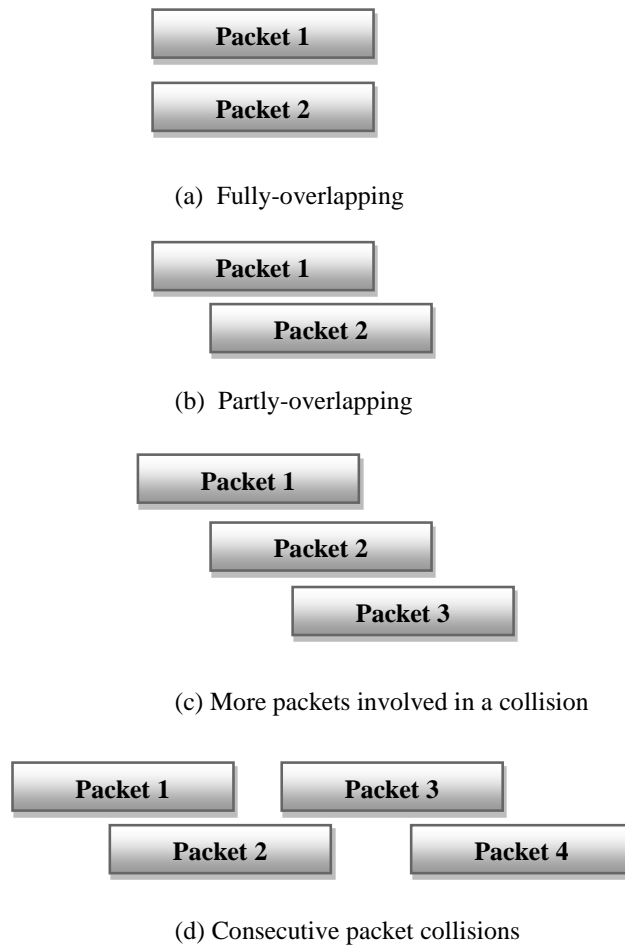 Packet 1
Packet 2
(a) Fully-overlapping
Packet 1
Packet 2
(b) Partly-overlapping
Packet 1
Packet 2
Packet 3
(c) More packets involved in a collision
Packet 1 Packet 3
Packet 2 Packet 4
(d) Consecutive packet collisions